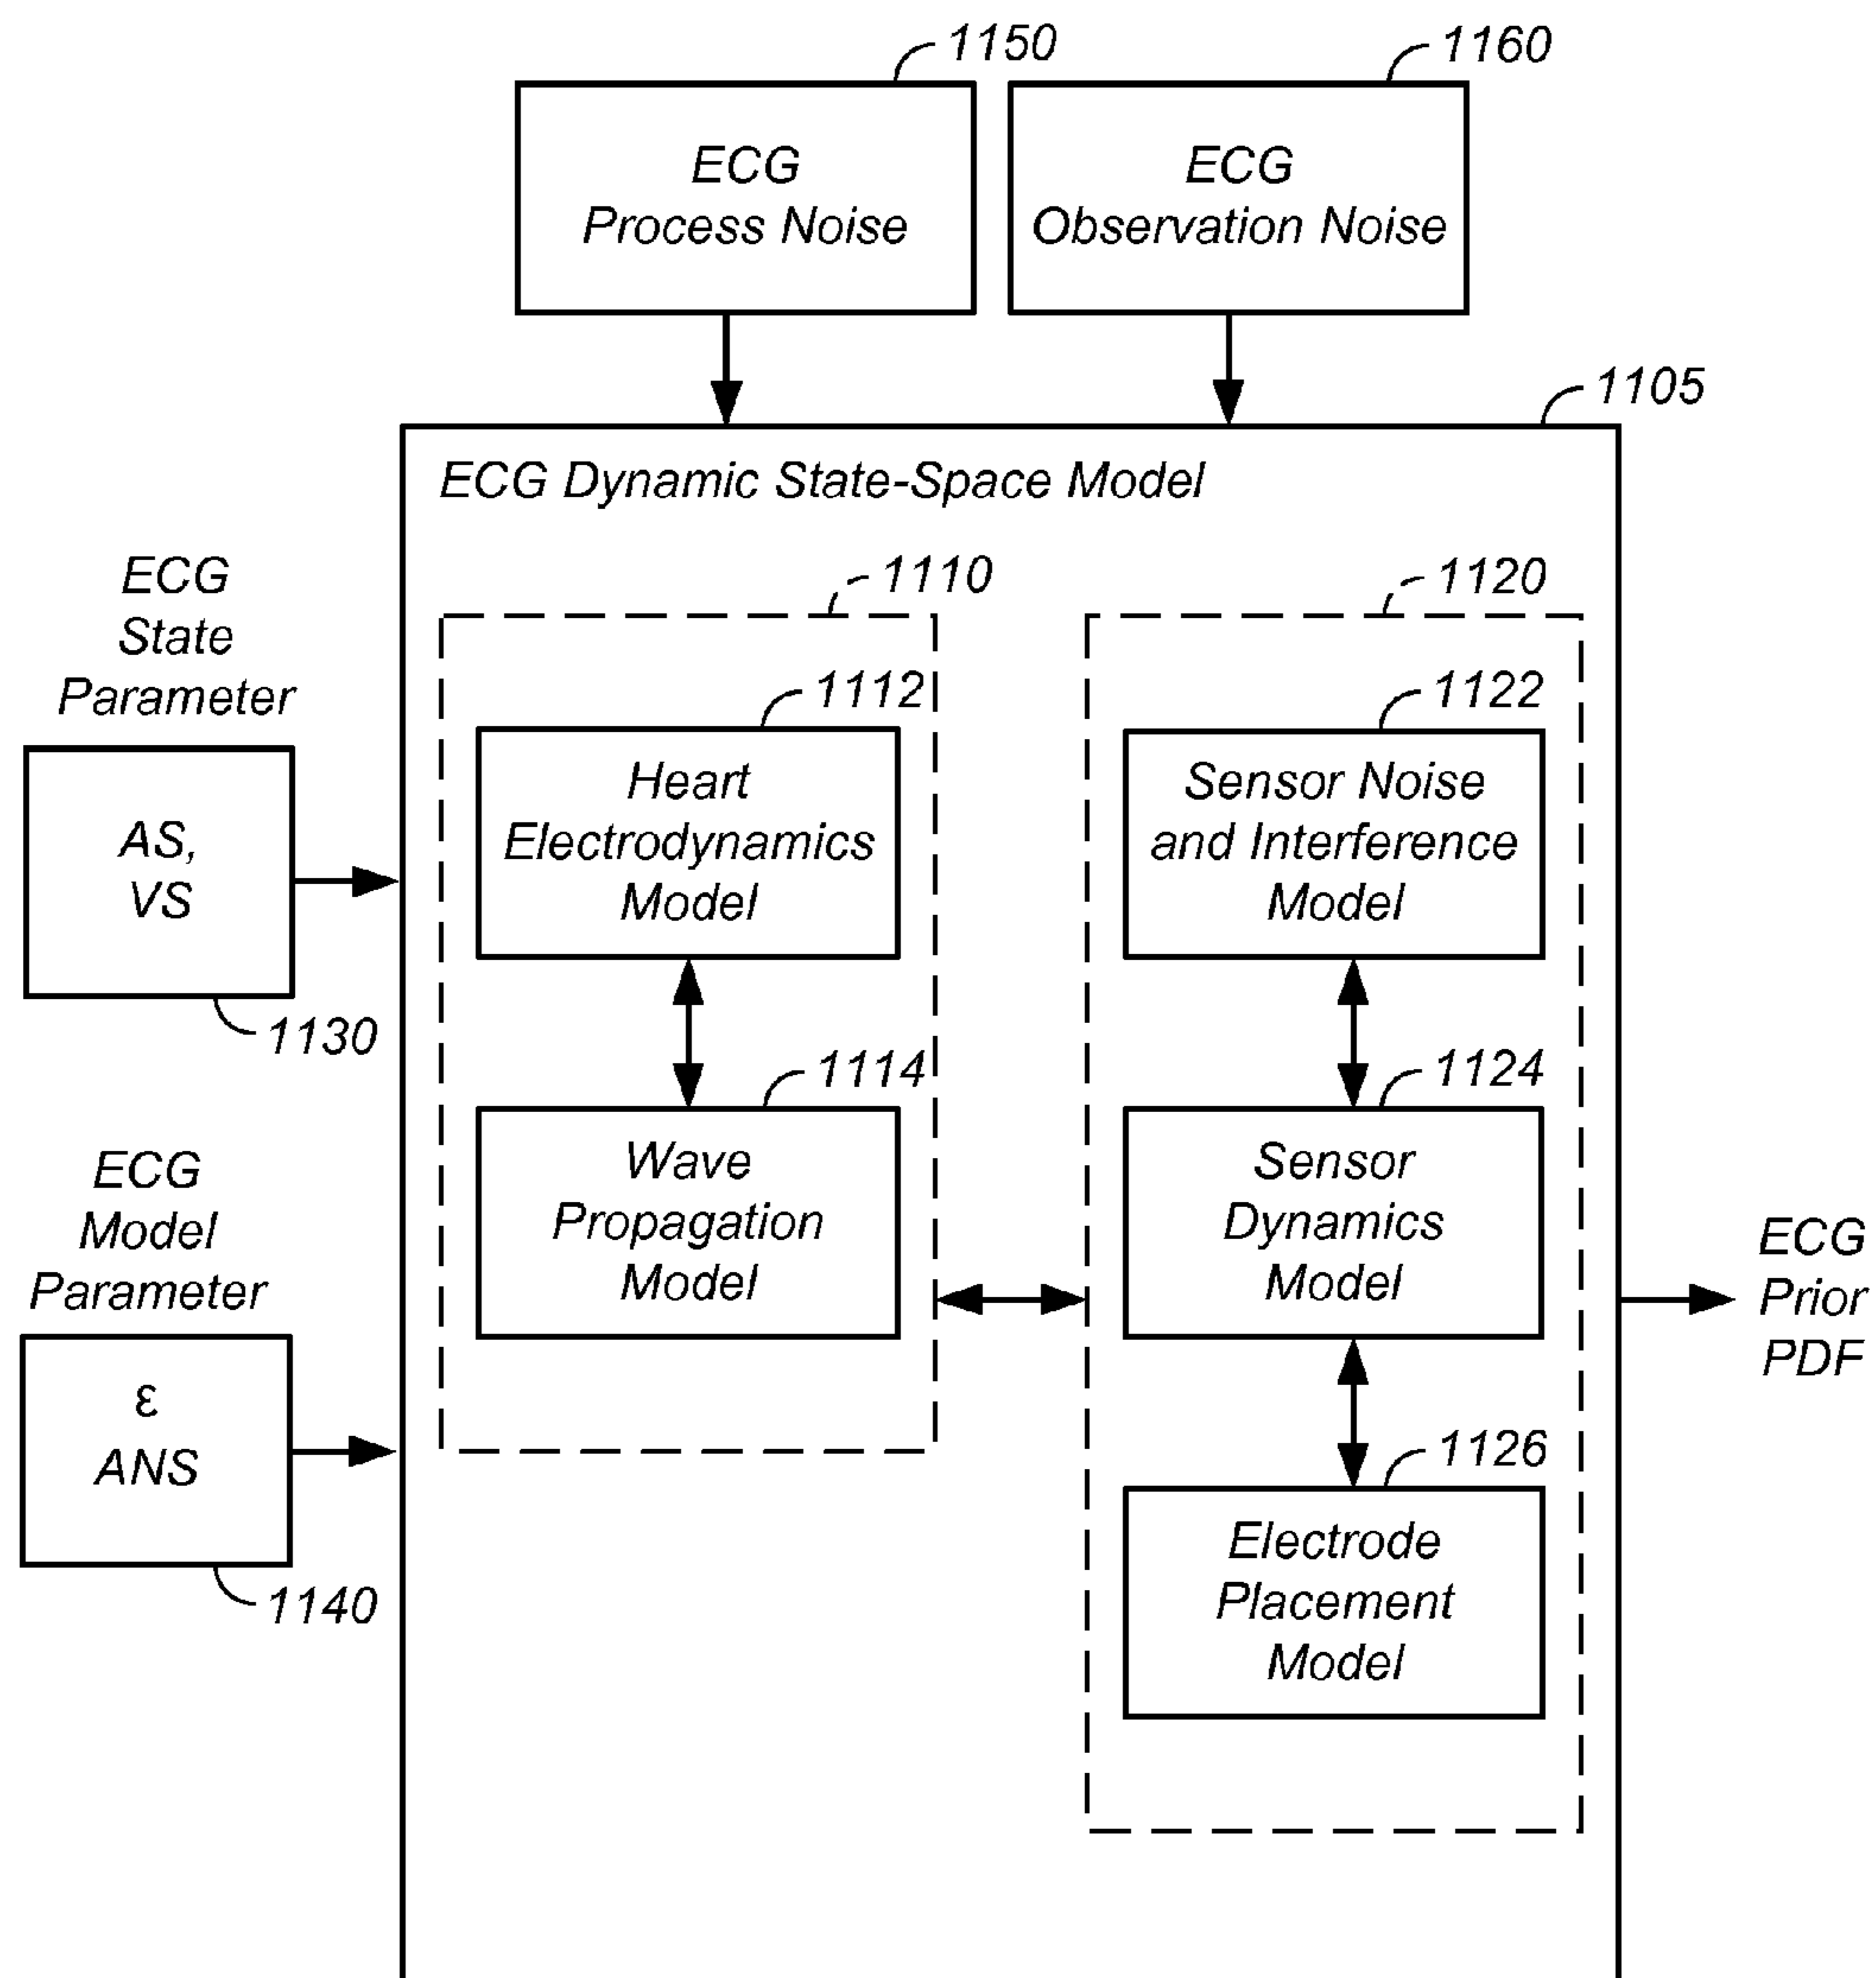 1150
1160
ECG
Process Noise
ECG
Observation Noise
1105
ECG Dynamic State-Space Model
ECG
State
Parameter
AS,
VS
1130
ECG
Model
Parameter
ε
ANS
1140
1110
1112
Heart
Electrodynamics
Model
1114
Wave
Propagation
Model
1120
1122
Sensor Noise
and Interference
Model
1124
Sensor
Dynamics
Model
1126
Electrode
Placement
Model
ECG
Prior
PDF